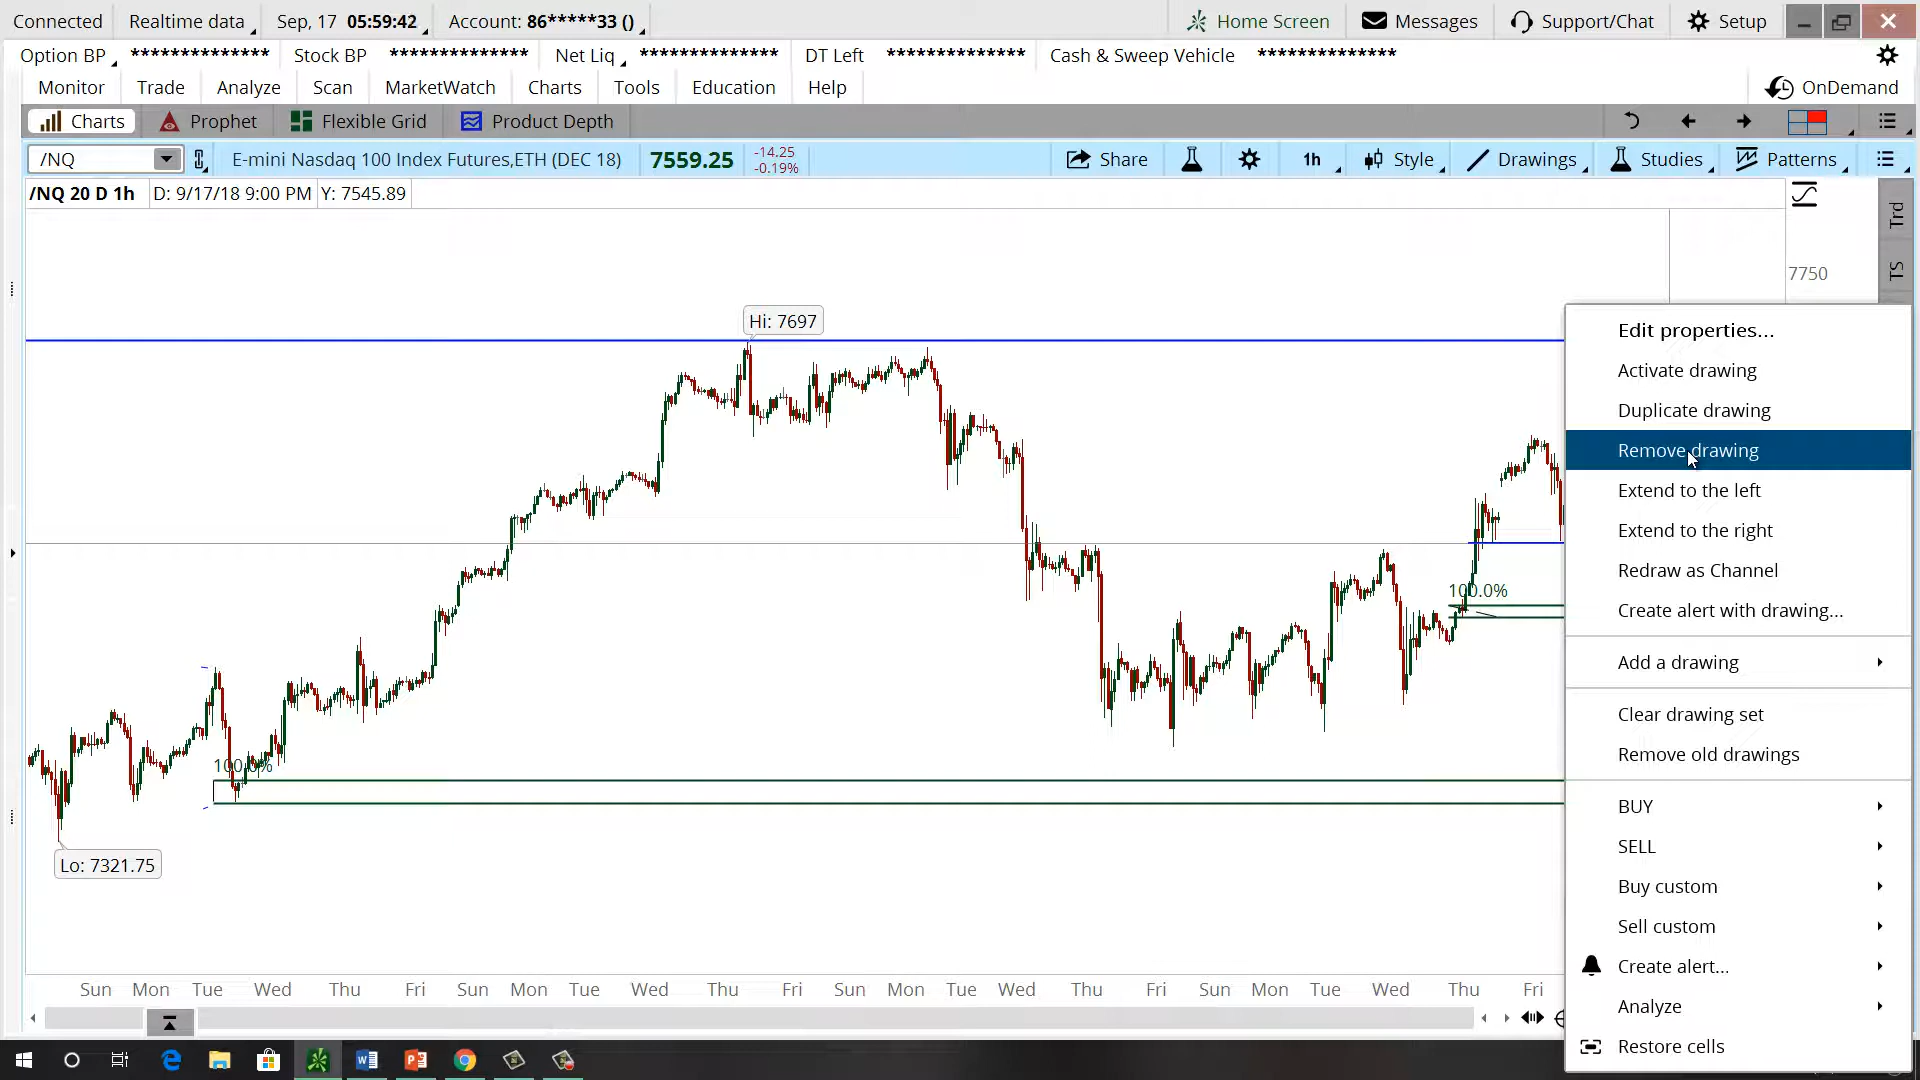 Connected Realtime data Sep, 17 05:59:42 Account: 86*****33 () Home Screen Messages Support/Chat Setup
Option BP ************** Stock BP ************** Net Liq ************** DT Left ************** Cash & Sweep Vehicle **************
Monitor Trade Analyze Scan MarketWatch Charts Tools Education Help OnDemand
Charts Prophet Flexible Grid Product Depth
/NQ E-mini Nasdaq 100 Index Futures,ETH (DEC 18) 7559.25 -14.25 -0.19% Share 1h Style Drawings Studies Patterns
/NQ 20 D 1h D: 9/17/18 9:00 PM Y: 7545.89
Trd
TS
7750
Hi: 7697
Edit properties...
Activate drawing
Duplicate drawing
Remove drawing
Extend to the left
Extend to the right
Redraw as Channel
100.0%
Create alert with drawing...
Add a drawing
Clear drawing set
Remove old drawings
100.0%
BUY
SELL
Lo: 7321.75
Buy custom
Sell custom
Create alert...
Sun Mon Tue Wed Thu Fri Sun Mon Tue Wed Thu Fri Sun Mon Tue Wed Thu Fri Sun Mon Tue Wed Thu Fri
Analyze
Restore cells